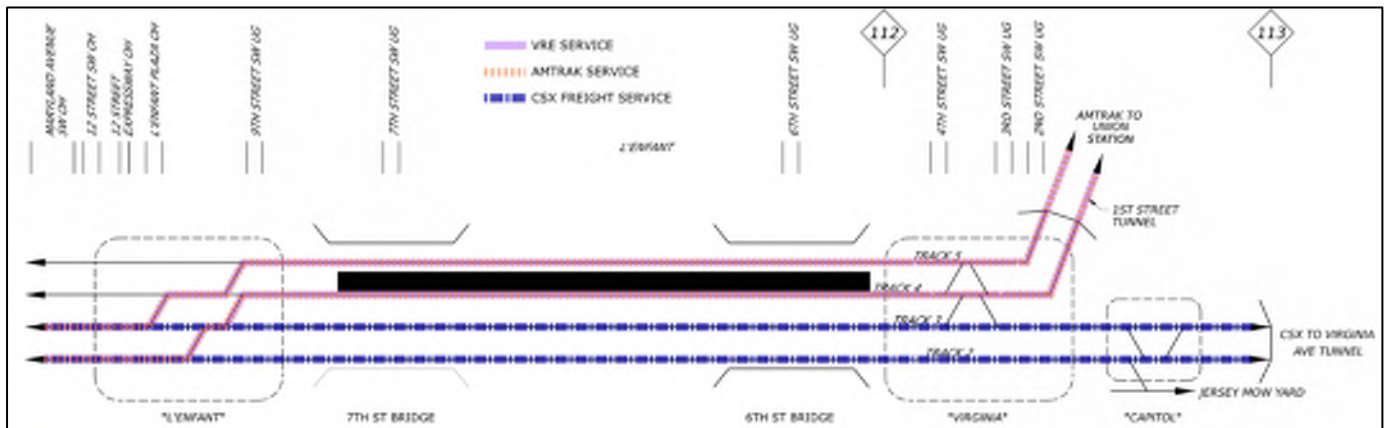 MARYLAND AVENUE
SW OH
12 STREET SW OH
12 STREET
EXPRESSWAY OH
L'ENFANT PLAZA OH
9TH STREET SW UG
7TH STREET SW UG
VRE SERVICE
AMTRAK SERVICE
CSX FREIGHT SERVICE
L'ENFANT
6TH STREET SW UG
112
4TH STREET SW UG
3RD STREET SW UG
2RD STREET SW UG
113
AMTRAK TO
UNION
STATION
1ST STREET
TUNNEL
TRACK 5
TRACK 4
TRACK 3
TRACK 2
CSX TO VIRGINIA
AVE TUNNEL
JERSEY MOW YARD
"L'ENFANT"
7TH ST BRIDGE
6TH ST BRIDGE
"VIRGINIA"
"CAPITOL"